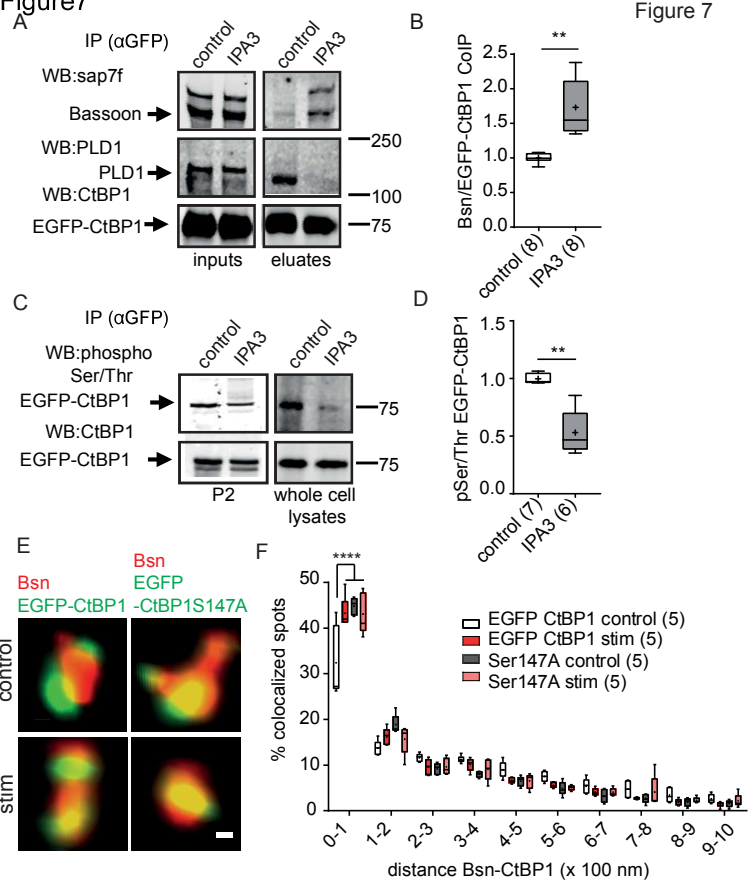 Figure7
Figure 7
A
IP (αGFP)
control
IPA3
WB:sap7f
Bassoon
WB:PLD1
PLD1
WB:CtBP1
EGFP-CtBP1
250
100
75
inputs
eluates
B
**
Bsn/EGFP-CtBP1 CoIP
2.5
2.0
1.5
1.0
0.5
0.0
control (8)
IPA3 (8)
C
IP (αGFP)
control
IPA3
control
IPA3
WB:phospho
Ser/Thr
EGFP-CtBP1
WB:CtBP1
EGFP-CtBP1
75
75
P2
whole cell
lysates
D
**
pSer/Thr EGFP-CtBP1
1.5
1.0
0.5
0.0
control (7)
IPA3 (6)
E
Bsn
EGFP-CtBP1
Bsn
EGFP
-CtBP1S147A
control
stim
F
****
% colocalized spots
50
40
30
20
10
0
EGFP CtBP1 control (5)
EGFP CtBP1 stim (5)
Ser147A control (5)
Ser147A stim (5)
0-1
1-2
2-3
3-4
4-5
5-6
6-7
7-8
8-9
9-10
distance Bsn-CtBP1 (x 100 nm)